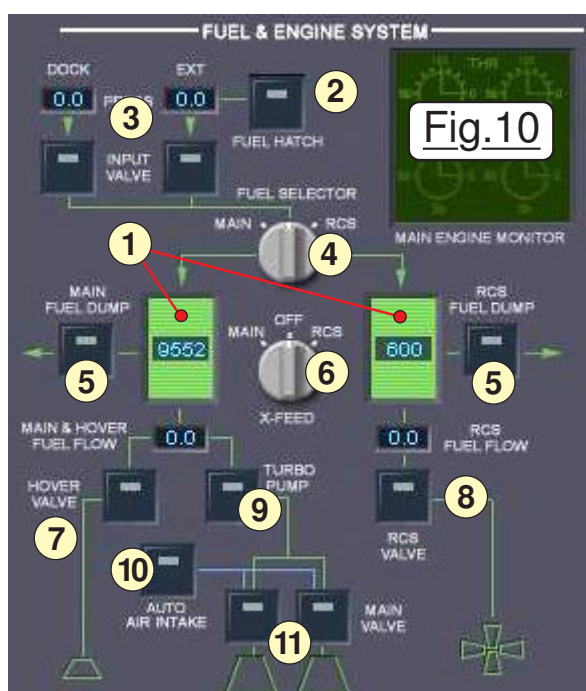 FUEL & ENGINE SYSTEM
DOCK
EXT
0.0
0.0
2
3
FUEL HATCH
Fig.10
THR
INPUT
VALVE
FUEL SELECTOR
MAIN
RCS
4
MAIN ENGINE MONITOR
1
MAIN
FUEL DUMP
5
9552
MAIN
OFF
RCS
6
X-FEED
600
RCS
FUEL DUMP
5
MAIN & HOVER
FUEL FLOW
0.0
0.0
RCS
FUEL FLOW
HOVER
VALVE
7
TURBO
PUMP
9
8
RCS
VALVE
10
AUTO
AIR INTAKE
11
MAIN
VALVE